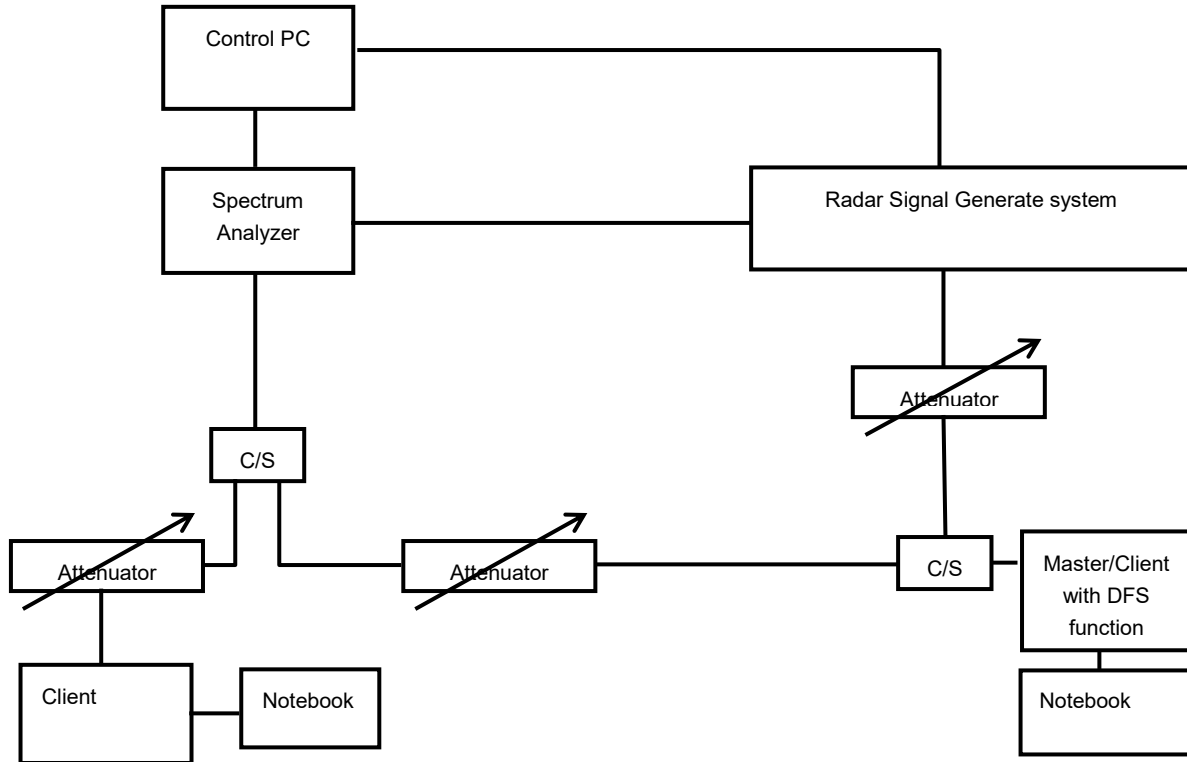 Control PC
Spectrum
Analyzer
Radar Signal Generate system
Attenuator
C/S
Attenuator
Attenuator
C/S
Master/Client
with DFS
function
Client
Notebook
Notebook